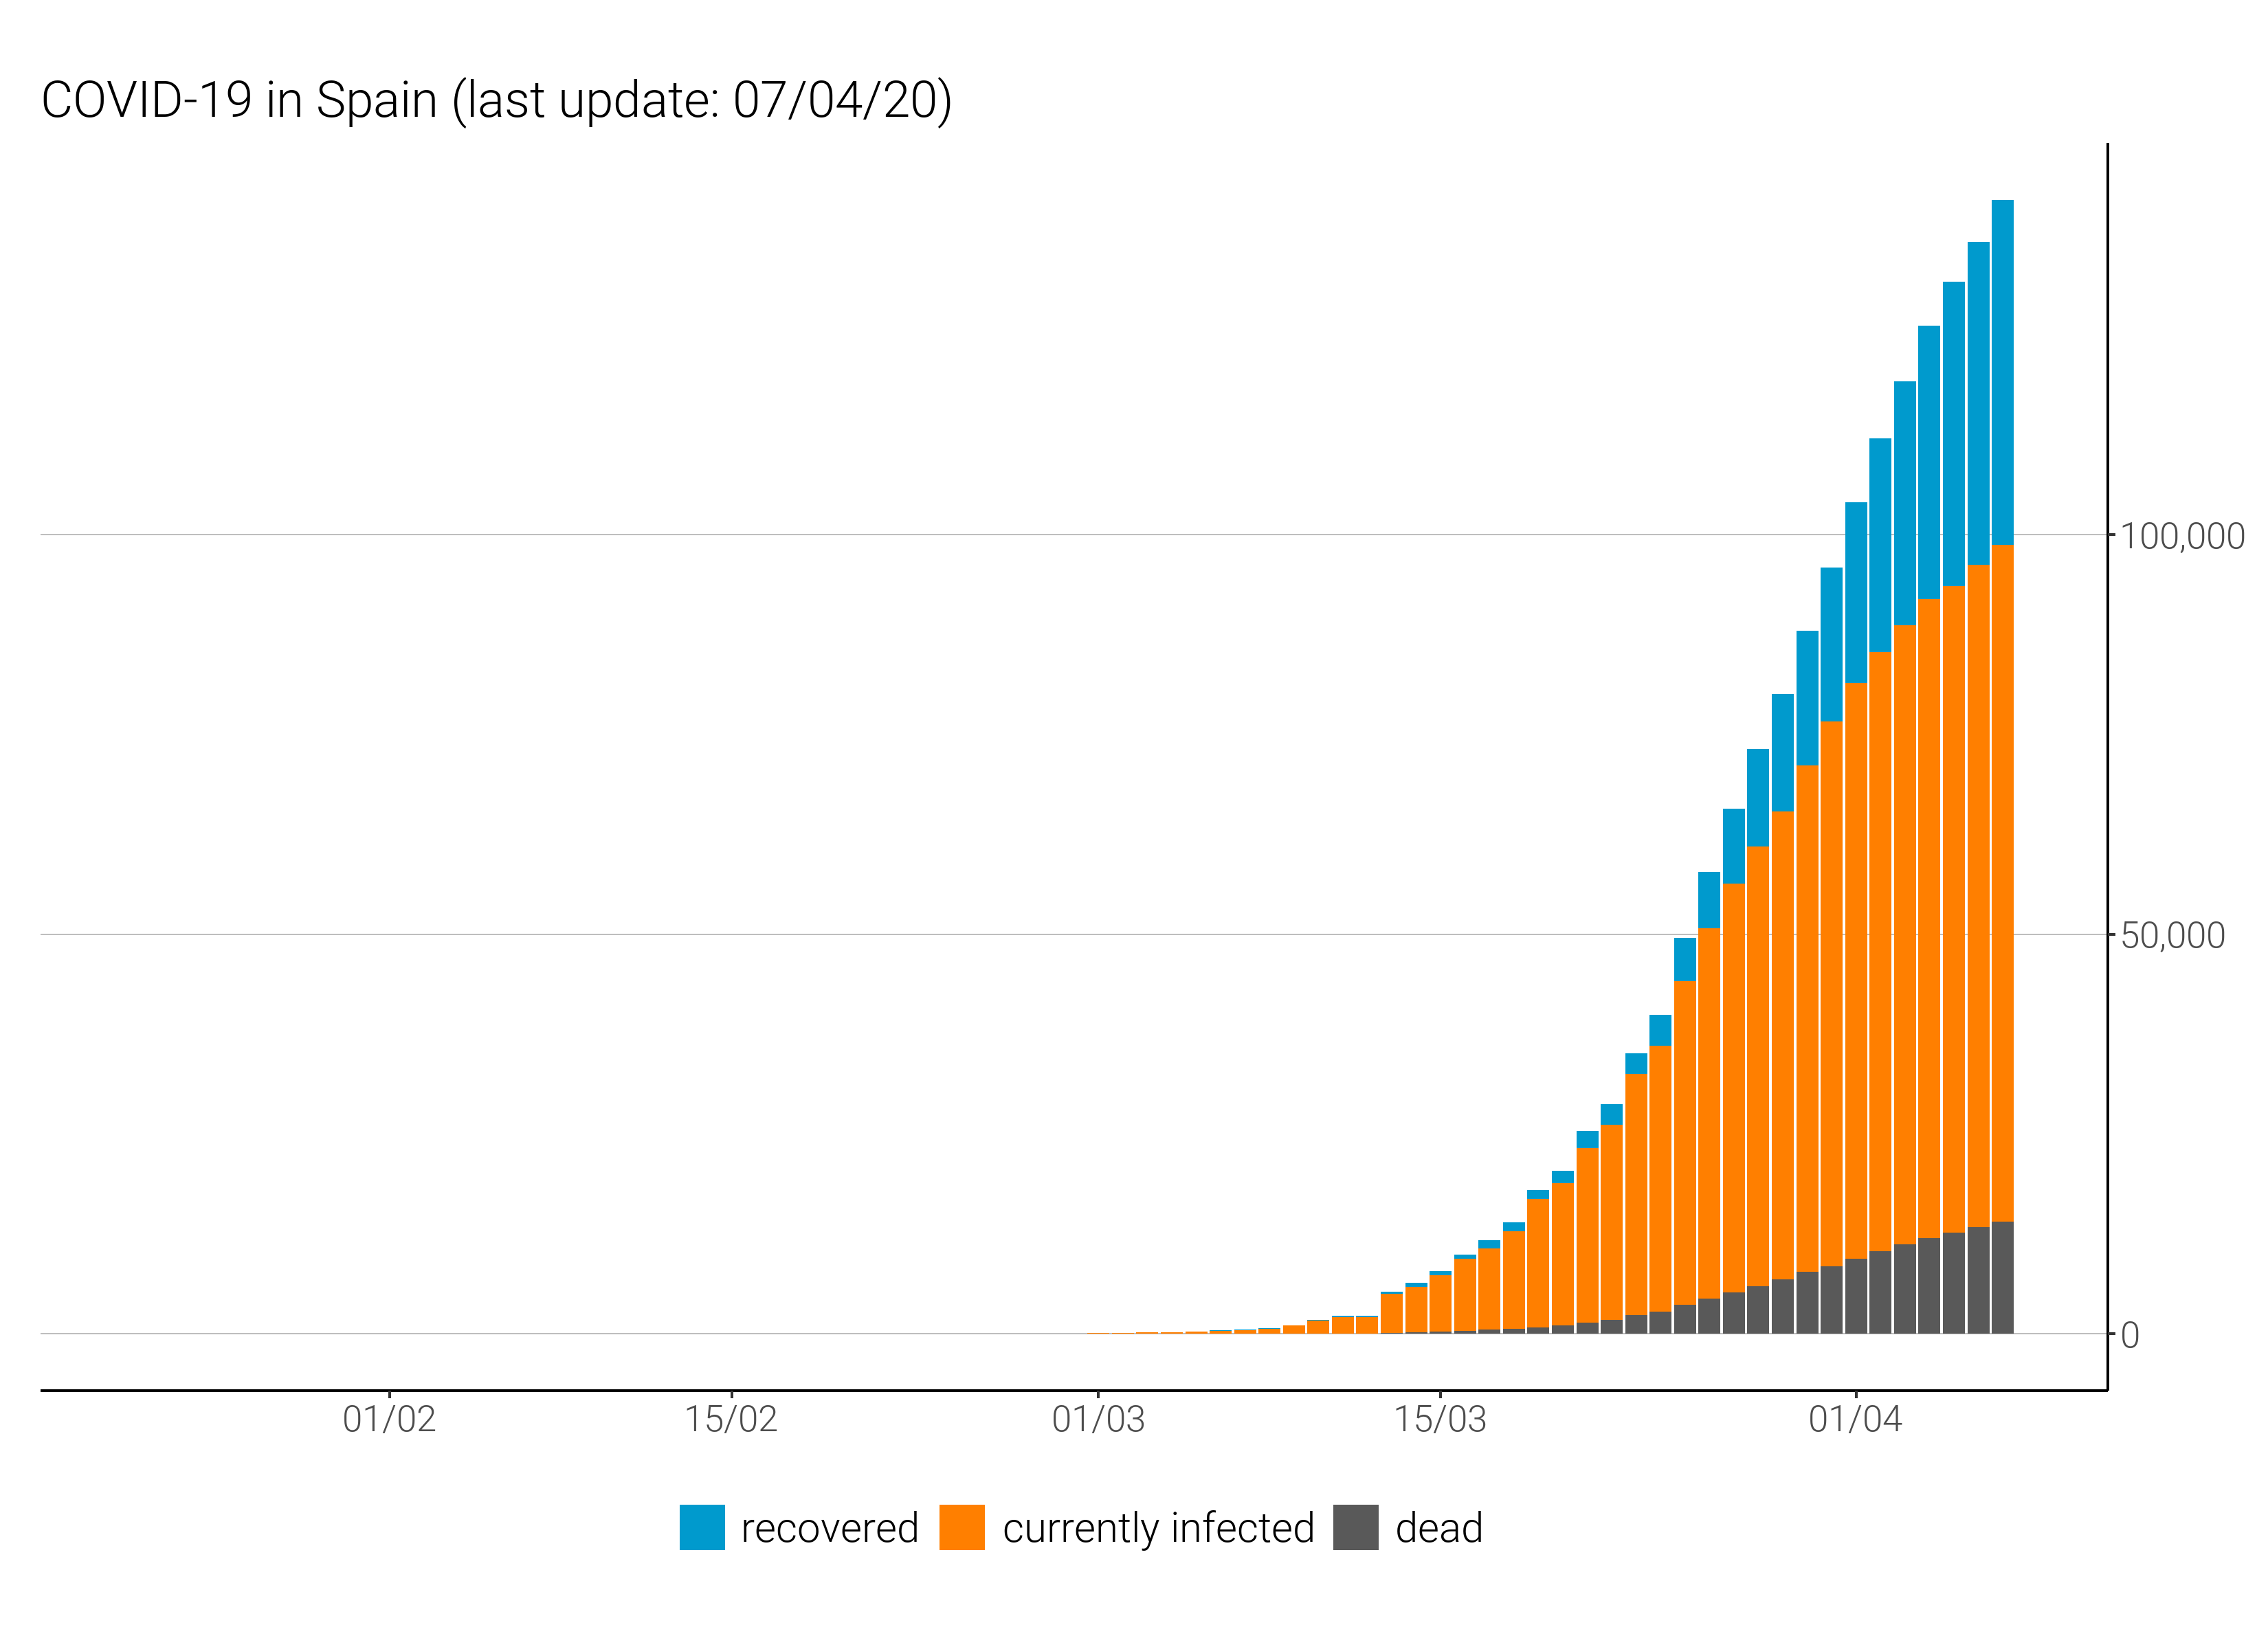 COVID-19 in Spain (last update: 07/04/20)
100,000
50,000
0
01/02 15/02 01/03 15/03 01/04
recovered currently infected dead